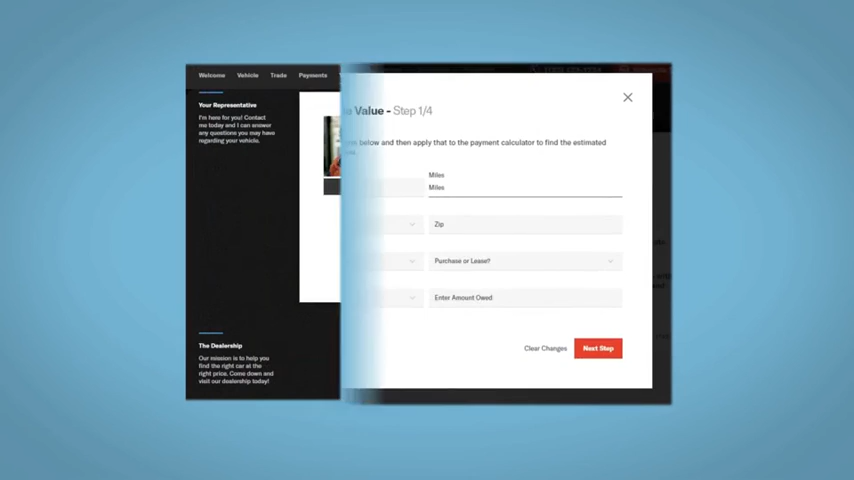 Welcome Vehicle Trade Payments
Your Representative
I'm here for you! Contact
me today and I can answer
any questions you may have
regarding your vehicle.
The Dealership
Our mission is to help you
find the right car at the
right price. Come down and
visit our dealership today!
Value - Step 1/4
below and then apply that to the payment calculator to find the estimated
Miles
Miles
Zip
Purchase or Lease?
Enter Amount Owed
Clear Changes Next Step